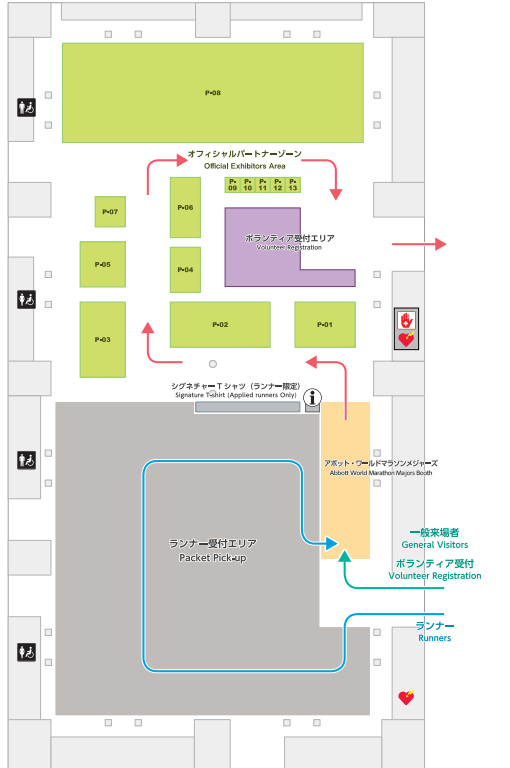 P•08
オフィシャルパートナーゾーン
Official Exhibitors Area
P•09
P•10
P•11
P•12
P•13
P•07
P•06
ボランティア受付エリア
Volunteer Registration
P•05
P•04
P•03
P•02
P•01
シグネチャーTシャツ（ランナー限定）
Signature T-shirt (Applied runners Only)
i
アボット・ワールドマラソンメジャーズ
Abbott World Marathon Majors Booth
ランナー受付エリア
Packet Pick-up
一般来場者
General Visitors
ボランティア受付
Volunteer Registration
ランナー
Runners